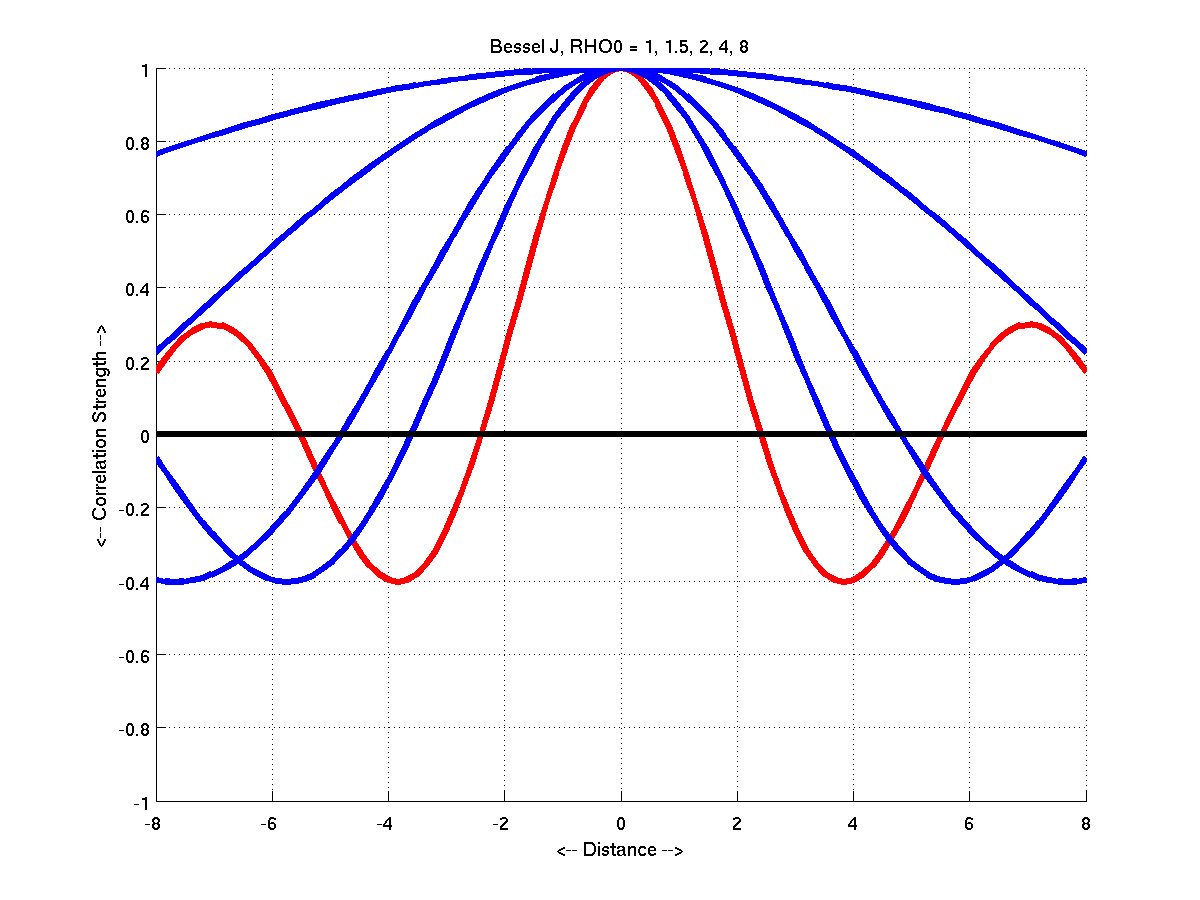 Bessel J, RHO0 = 1, 1.5, 2, 4, 8
1
0.8
0.6
0.4
0.2
0
-0.2
-0.4
-0.6
-0.8
-1
<-- Correlation Strength -->
-8 -6 -4 -2 0 2 4 6 8
<-- Distance -->